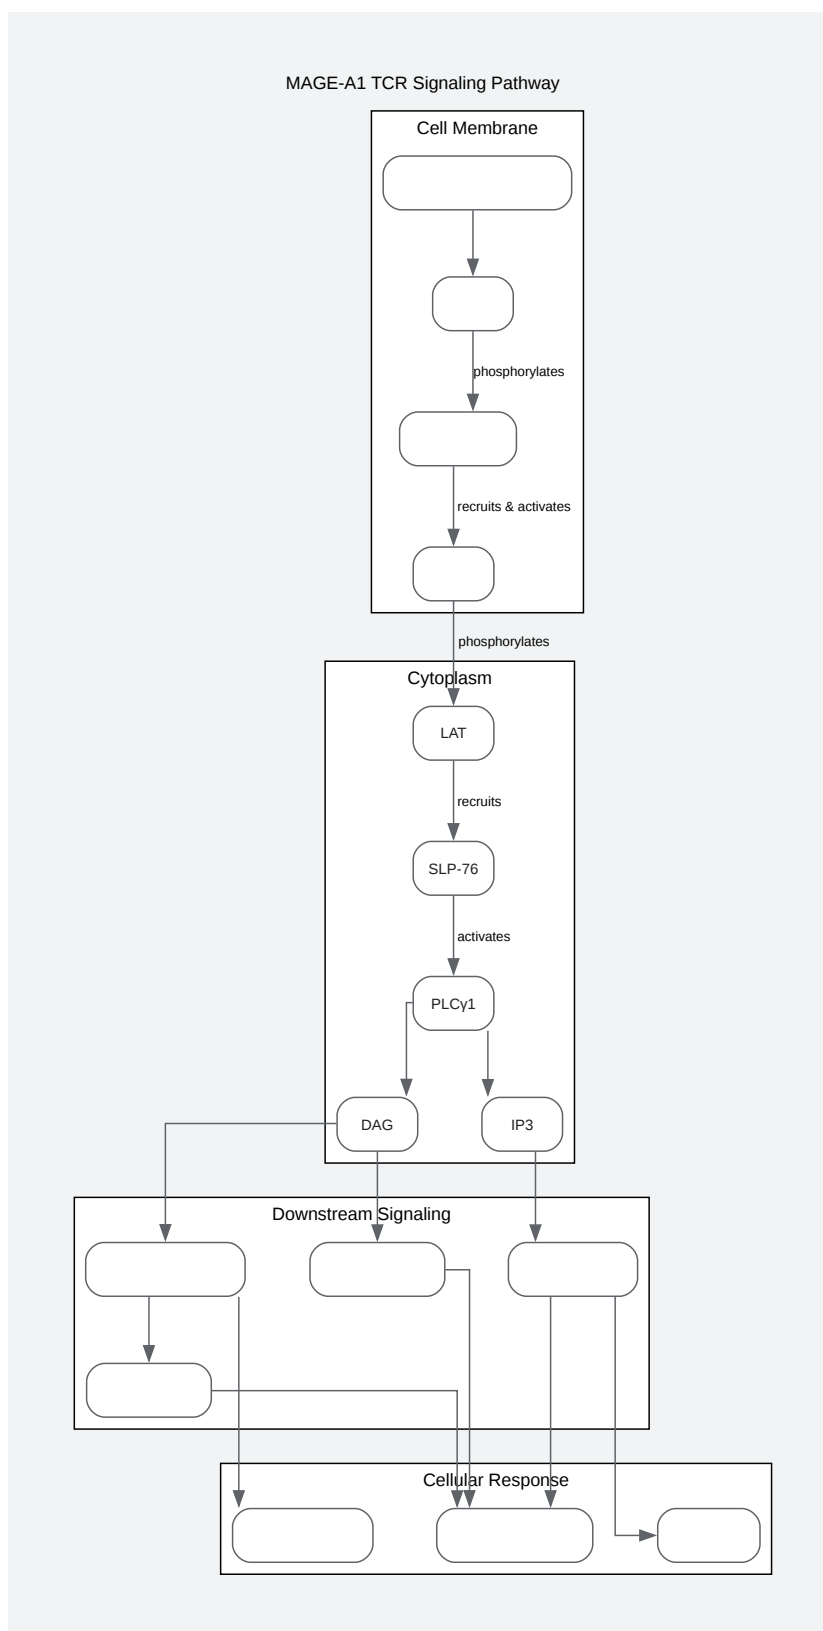 MAGE-A1 TCR Signaling Pathway
Cell Membrane
phosphorylates
recruits & activates
phosphorylates
Cytoplasm
LAT
recruits
SLP-76
activates
PLCγ1
DAG
IP3
Downstream Signaling
Cellular Response